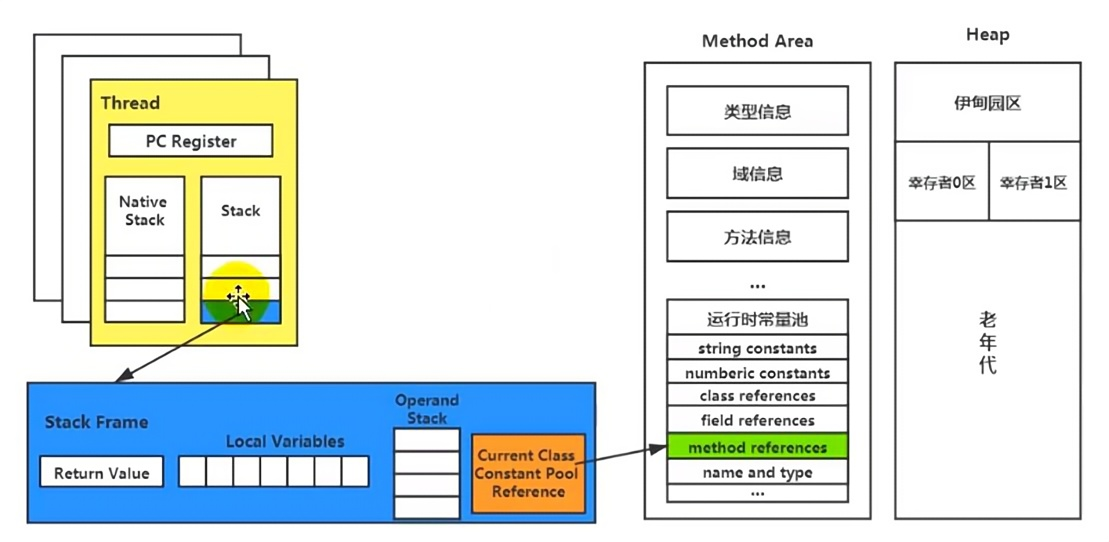 Thread
PC Register
Native
Stack
Stack
Stack Frame
Return Value
Local Variables
Operand
Stack
Current Class
Constant Pool
Reference
Method Area
类型信息
域信息
方法信息
...
运行时常量池
string constants
numberic constants
class references
field references
method references
name and type
...
Heap
伊甸园区
幸存者0区
幸存者1区
老
年
代